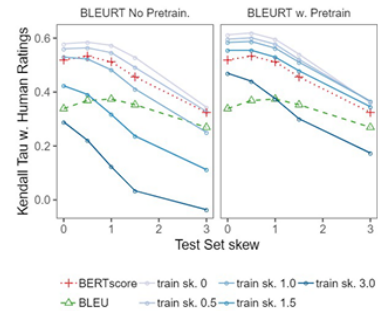 BLEURT No Pretrain.
BLEURT w. Pretrain
Kendall Tau w. Human Ratings
0.6
0.4
0.2
0.0
0 1 2 3
0 1 2 3
Test Set skew
BERTscore train sk. 0 train sk. 1.0 train sk. 3.0
BLEU train sk. 0.5 train sk. 1.5